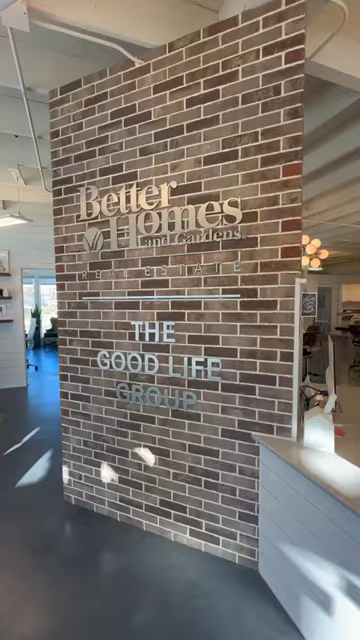 Better
Homes
and Gardens
REAL ESTATE
THE
GOOD LIFE
GROUP